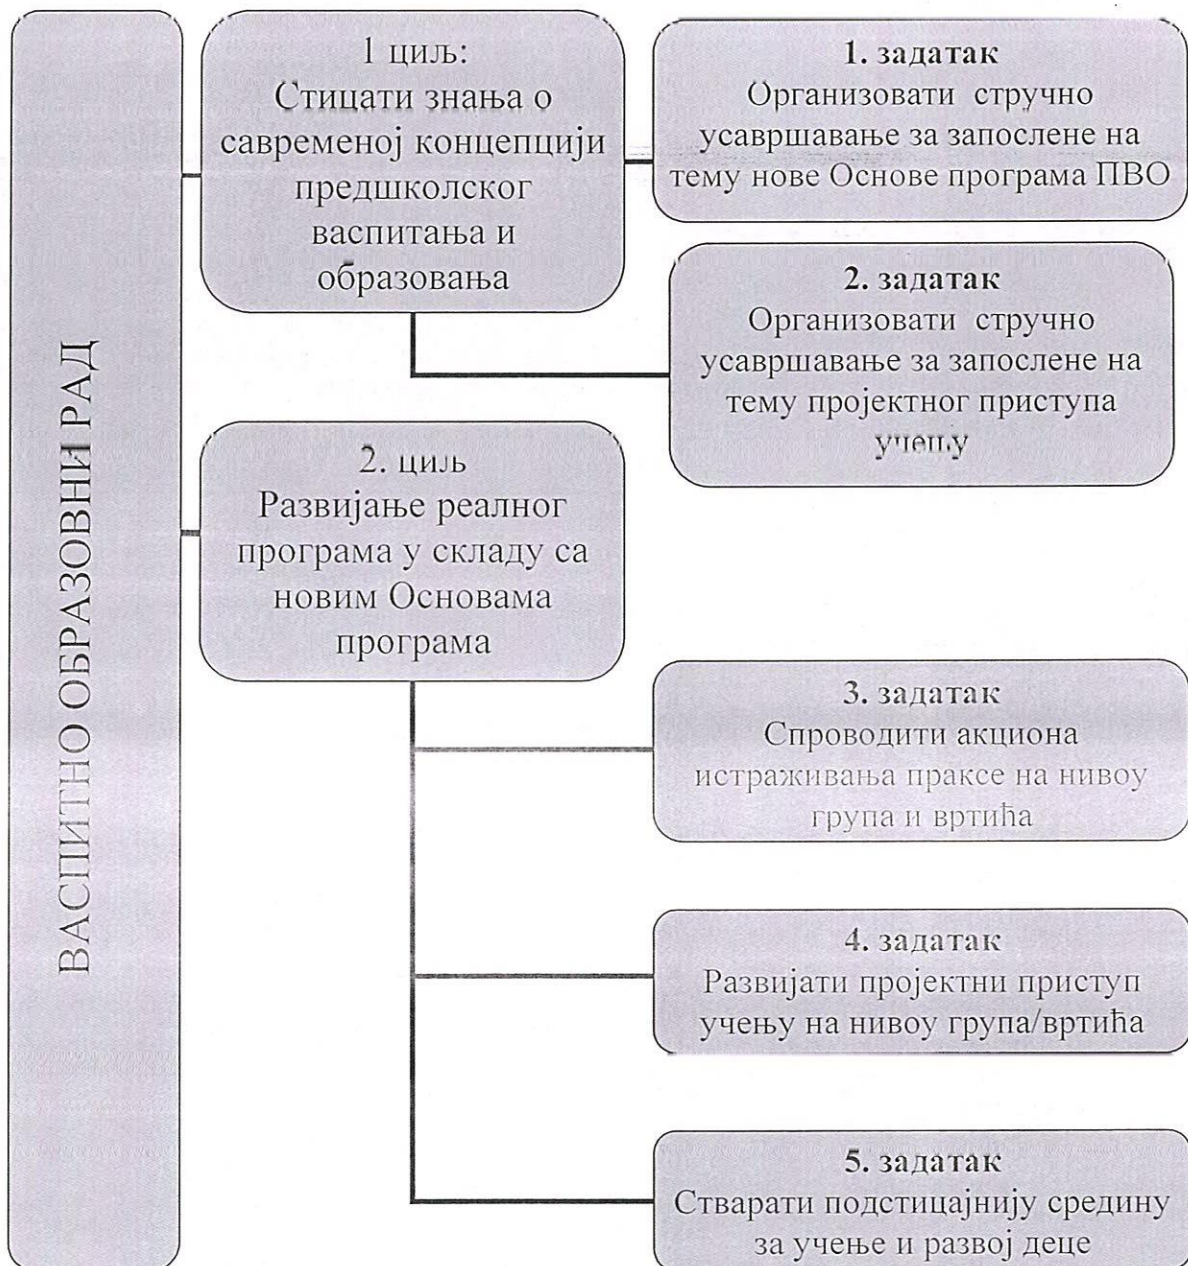 ВАСПИТНО ОБРАЗОВНИ РАД
1 циљ:
Стицати знања о
савременој концепцији
предшколског
васпитања и
образовања
1. задатак
Организовати стручно
усавршавање за запослене на
тему нове Основе програма ПВО
2. задатак
Организовати стручно
усавршавање за запослене на
тему пројектног приступа
учењу
2. циљ
Развијање реалног
програма у складу са
новим Основама
програма
3. задатак
Спроводити акциона
истраживања праксе на нивоу
група и вртића
4. задатак
Развијати пројектни приступ
учењу на нивоу група/вртића
5. задатак
Стварати подстицајнију средину
за учење и развој деце